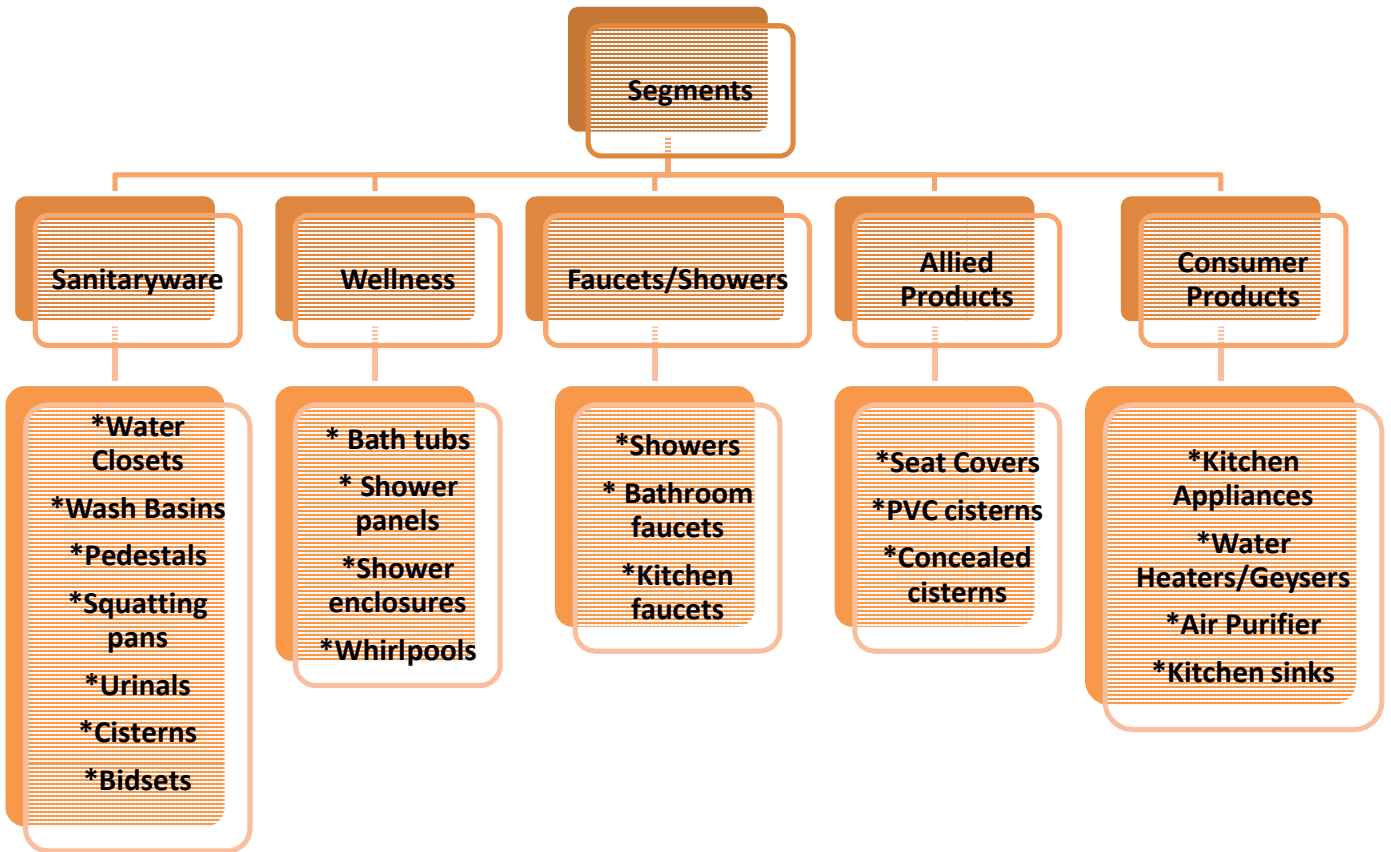 Segments
Sanitaryware
Wellness
Faucets/Showers
Allied
Products
Consumer
Products
*Water
Closets
*Wash Basins
*Pedestals
*Squatting
pans
*Urinals
*Cisterns
*Bidsets
* Bath tubs
* Shower
panels
*Shower
enclosures
*Whirlpools
*Showers
* Bathroom
faucets
*Kitchen
faucets
*Seat Covers
*PVC cisterns
*Concealed
cisterns
*Kitchen
Appliances
*Water
Heaters/Geysers
*Air Purifier
*Kitchen sinks